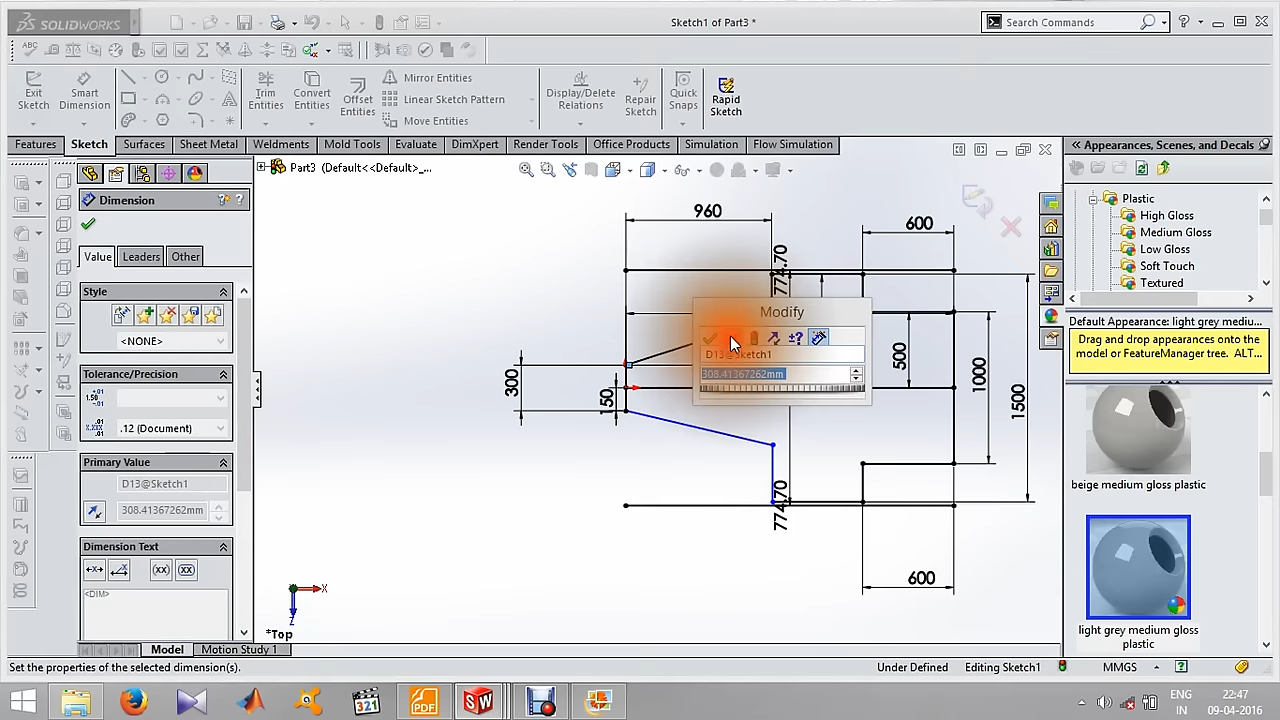 SOLIDWORKS
Sketch1 of Part3 *
Search Commands
Exit Sketch
Smart Dimension
Trim Entities
Convert Entities
Offset Entities
Mirror Entities
Linear Sketch Pattern
Move Entities
Display/Delete Relations
Repair Sketch
Quick Snaps
Rapid Sketch
Features
Sketch
Surfaces
Sheet Metal
Weldments
Mold Tools
Evaluate
DimXpert
Render Tools
Office Products
Simulation
Flow Simulation
Appearances, Scenes, and Decals
Part3 (Default<<Default>_...
Dimension
Value
Leaders
Other
Style
<NONE>
Tolerance/Precision
.12 (Document)
Primary Value
D13@Sketch1
308.41367262mm
Dimension Text
<DIM>
960
600
774.70
Modify
D13@Sketch1
308.41367262mm
300
150
500
1000
1500
774.70
600
X
Z
*Top
Plastic
High Gloss
Medium Gloss
Low Gloss
Soft Touch
Textured
Default Appearance: light grey mediu...
Drag and drop appearances onto the model or FeatureManager tree. ALT...
beige medium gloss plastic
light grey medium gloss plastic
Model
Motion Study 1
Set the properties of the selected dimension(s).
Under Defined
Editing Sketch1
MMGS
321
PDF
SW
ENG
IN
22:47
09-04-2016